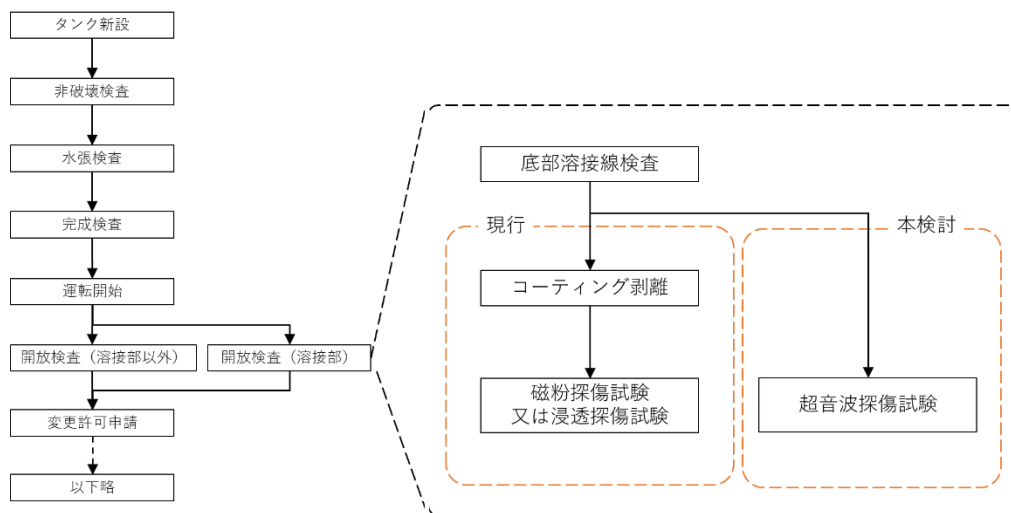 タンク新設
非破壊検査
水張検査
完成検査
運転開始
開放検査（溶接部以外）
開放検査（溶接部）
変更許可申請
以下略
底部溶接線検査
現行
本検討
コーティング剥離
磁粉探傷試験
又は浸透探傷試験
超音波探傷試験